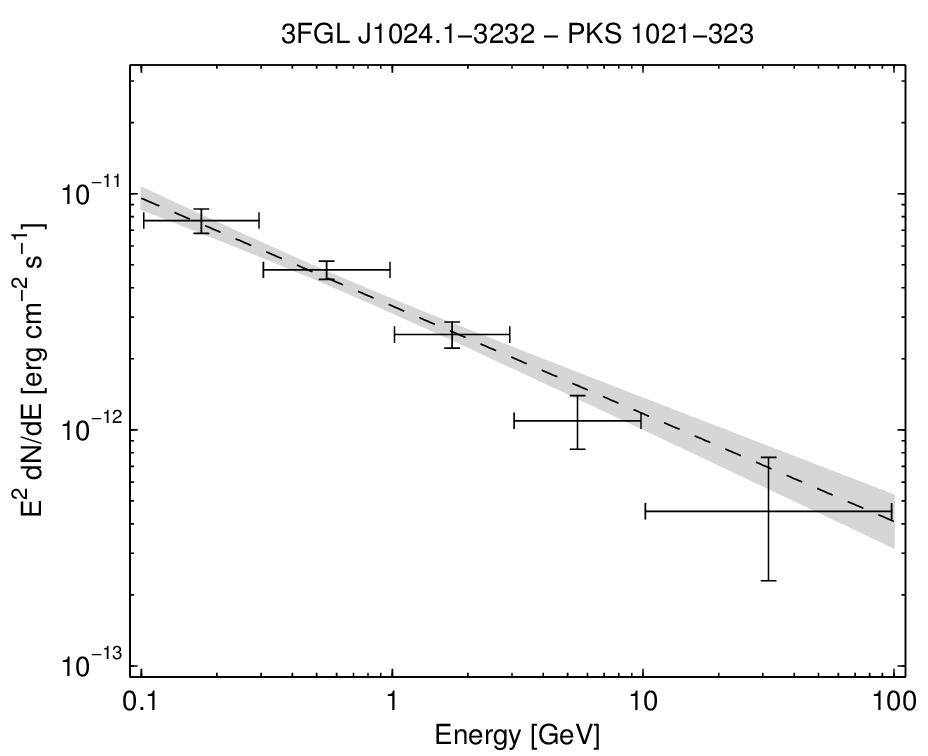 3FGL J1024.1−3232 − PKS 1021−323
E² dN/dE [erg cm⁻² s⁻¹]
10⁻¹¹
10⁻¹²
10⁻¹³
0.1 1 10 100
Energy [GeV]